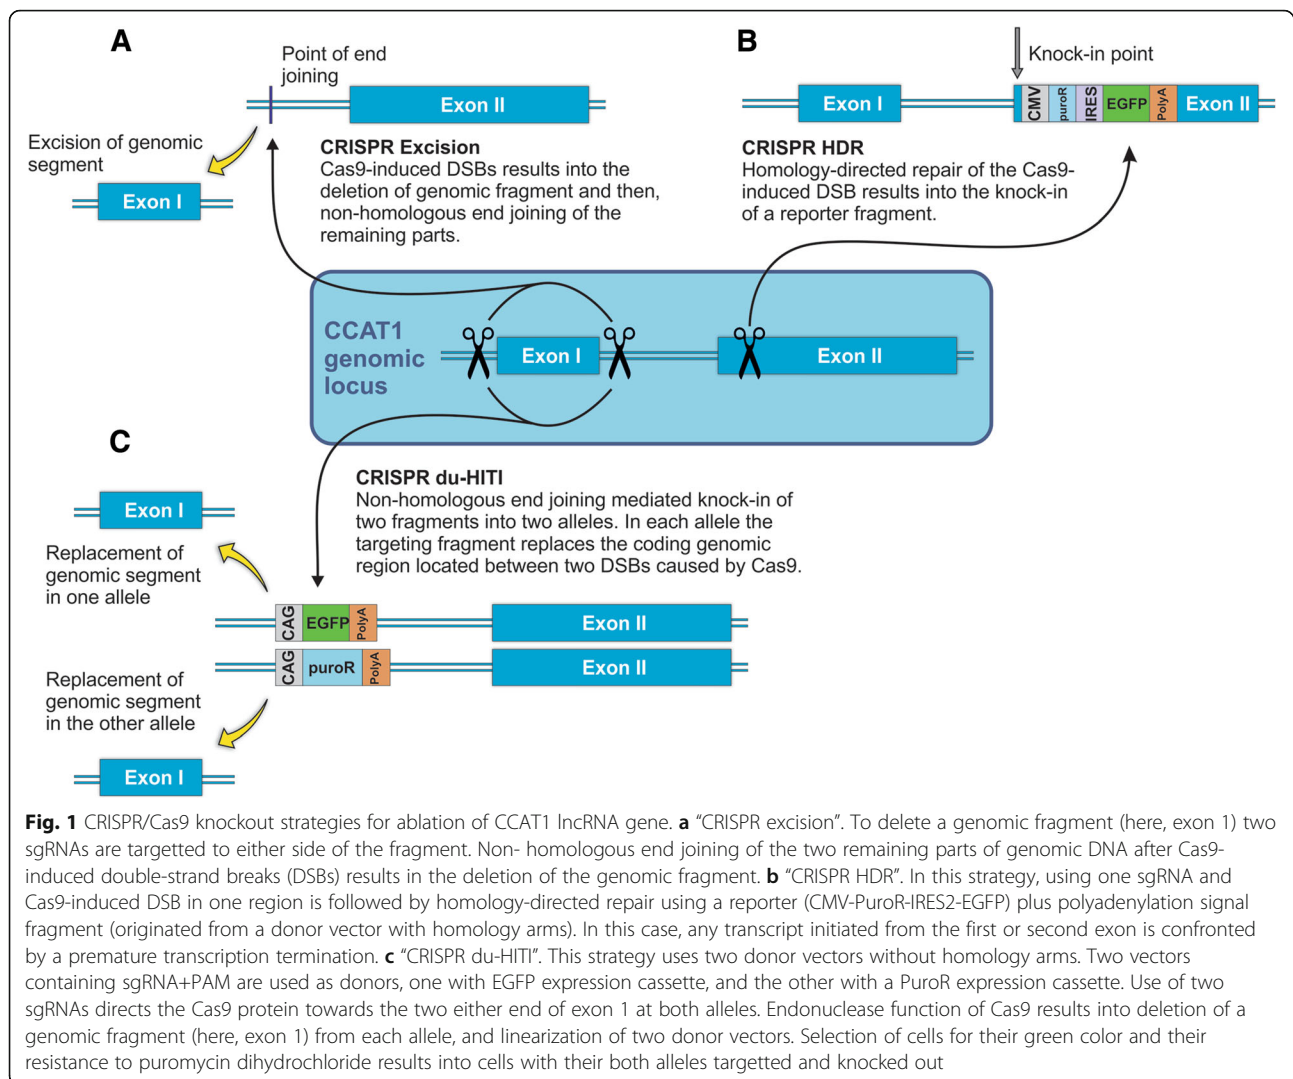 A
Point of end
joining
Exon II
Excision of genomic
segment
Exon I
CRISPR Excision
Cas9-induced DSBs results into the
deletion of genomic fragment and then,
non-homologous end joining of the
remaining parts.
B
Knock-in point
Exon I
CMV
puroR
IRES
EGFP
PolyA
Exon II
CRISPR HDR
Homology-directed repair of the Cas9-
induced DSB results into the knock-in
of a reporter fragment.
CCAT1
genomic
locus
Exon I
Exon II
C
CRISPR du-HITI
Non-homologous end joining mediated knock-in of
two fragments into two alleles. In each allele the
targeting fragment replaces the coding genomic
region located between two DSBs caused by Cas9.
Exon I
Replacement of
genomic segment
in one allele
CAG
EGFP
PolyA
Exon II
CAG
puroR
PolyA
Exon II
Replacement of
genomic segment
in the other allele
Exon I
Fig. 1 CRISPR/Cas9 knockout strategies for ablation of CCAT1 lncRNA gene. a “CRISPR excision”. To delete a genomic fragment (here, exon 1) two
sgRNAs are targetted to either side of the fragment. Non- homologous end joining of the two remaining parts of genomic DNA after Cas9-
induced double-strand breaks (DSBs) results in the deletion of the genomic fragment. b “CRISPR HDR”. In this strategy, using one sgRNA and
Cas9-induced DSB in one region is followed by homology-directed repair using a reporter (CMV-PuroR-IRES2-EGFP) plus polyadenylation signal
fragment (originated from a donor vector with homology arms). In this case, any transcript initiated from the first or second exon is confronted
by a premature transcription termination. c “CRISPR du-HITI”. This strategy uses two donor vectors without homology arms. Two vectors
containing sgRNA+PAM are used as donors, one with EGFP expression cassette, and the other with a PuroR expression cassette. Use of two
sgRNAs directs the Cas9 protein towards the two either end of exon 1 at both alleles. Endonuclease function of Cas9 results into deletion of a
genomic fragment (here, exon 1) from each allele, and linearization of two donor vectors. Selection of cells for their green color and their
resistance to puromycin dihydrochloride results into cells with their both alleles targetted and knocked out